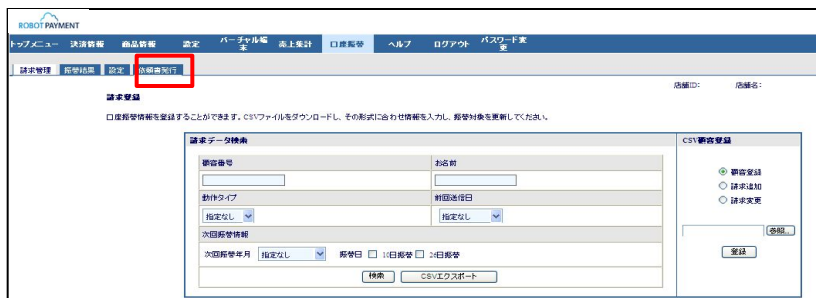 ROBOT PAYMENT
トップメニュー 決済情報 商品情報 設定 バーチャル端末 売上集計 口座振替 ヘルプ ログアウト パスワード変更
請求管理 振替結果 設定 依頼書発行
店舗ID: 店舗名:
請求登録
口座振替情報を登録することができます。CSVファイルをダウンロードし、その形式に合わせ情報を入力し、振替対象を更新してください。
請求データ検索 CSV顧客登録
顧客番号 お名前
顧客登録
動作タイプ 前回送信日
請求追加
指定なし 指定なし
請求変更
次回振替情報
参照...
次回振替年月 指定なし 振替日 10日振替 26日振替
登録
検索 CSVエクスポート